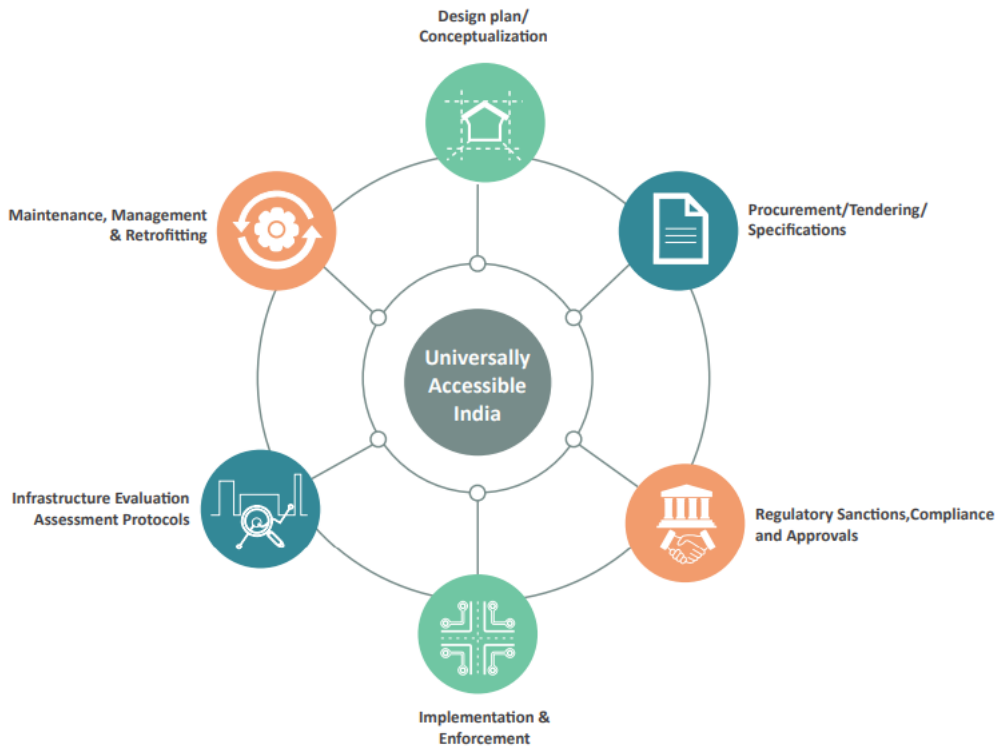 Design plan/
Conceptualization
Procurement/Tendering/
Specifications
Regulatory Sanctions,Compliance
and Approvals
Implementation &
Enforcement
Infrastructure Evaluation
Assessment Protocols
Maintenance, Management
& Retrofitting
Universally
Accessible
India